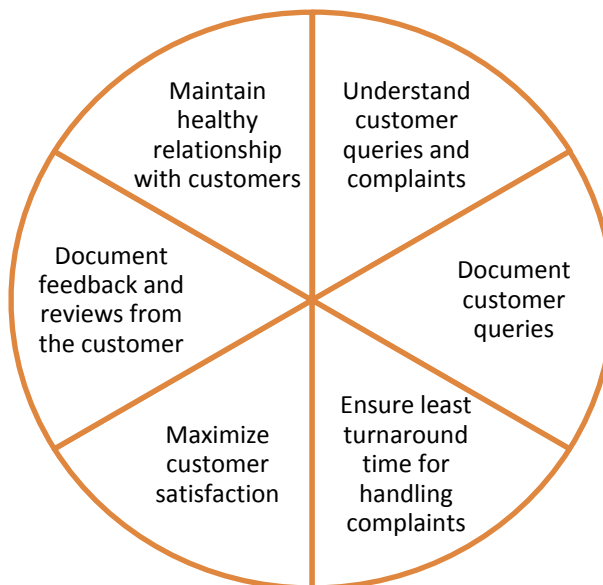 Understand
customer
queries and
complaints
Document
customer
queries
Ensure least
turnaround
time for
handling
complaints
Maximize
customer
satisfaction
Document
feedback and
reviews from
the customer
Maintain
healthy
relationship
with customers